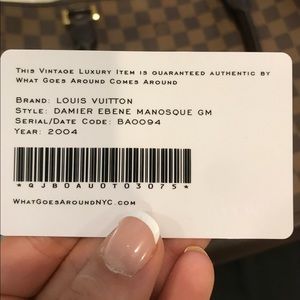 This Vintage Luxury Item is guaranteed authentic by
What Goes Around Comes Around
Brand: LOUIS VUITTON
Style: DAMIER EBENE MANOSQUE GM
Serial/Date Code: BA0094
Year: 2004
*QJBOAUOT03075*
WhatGoesAroundNYC.com